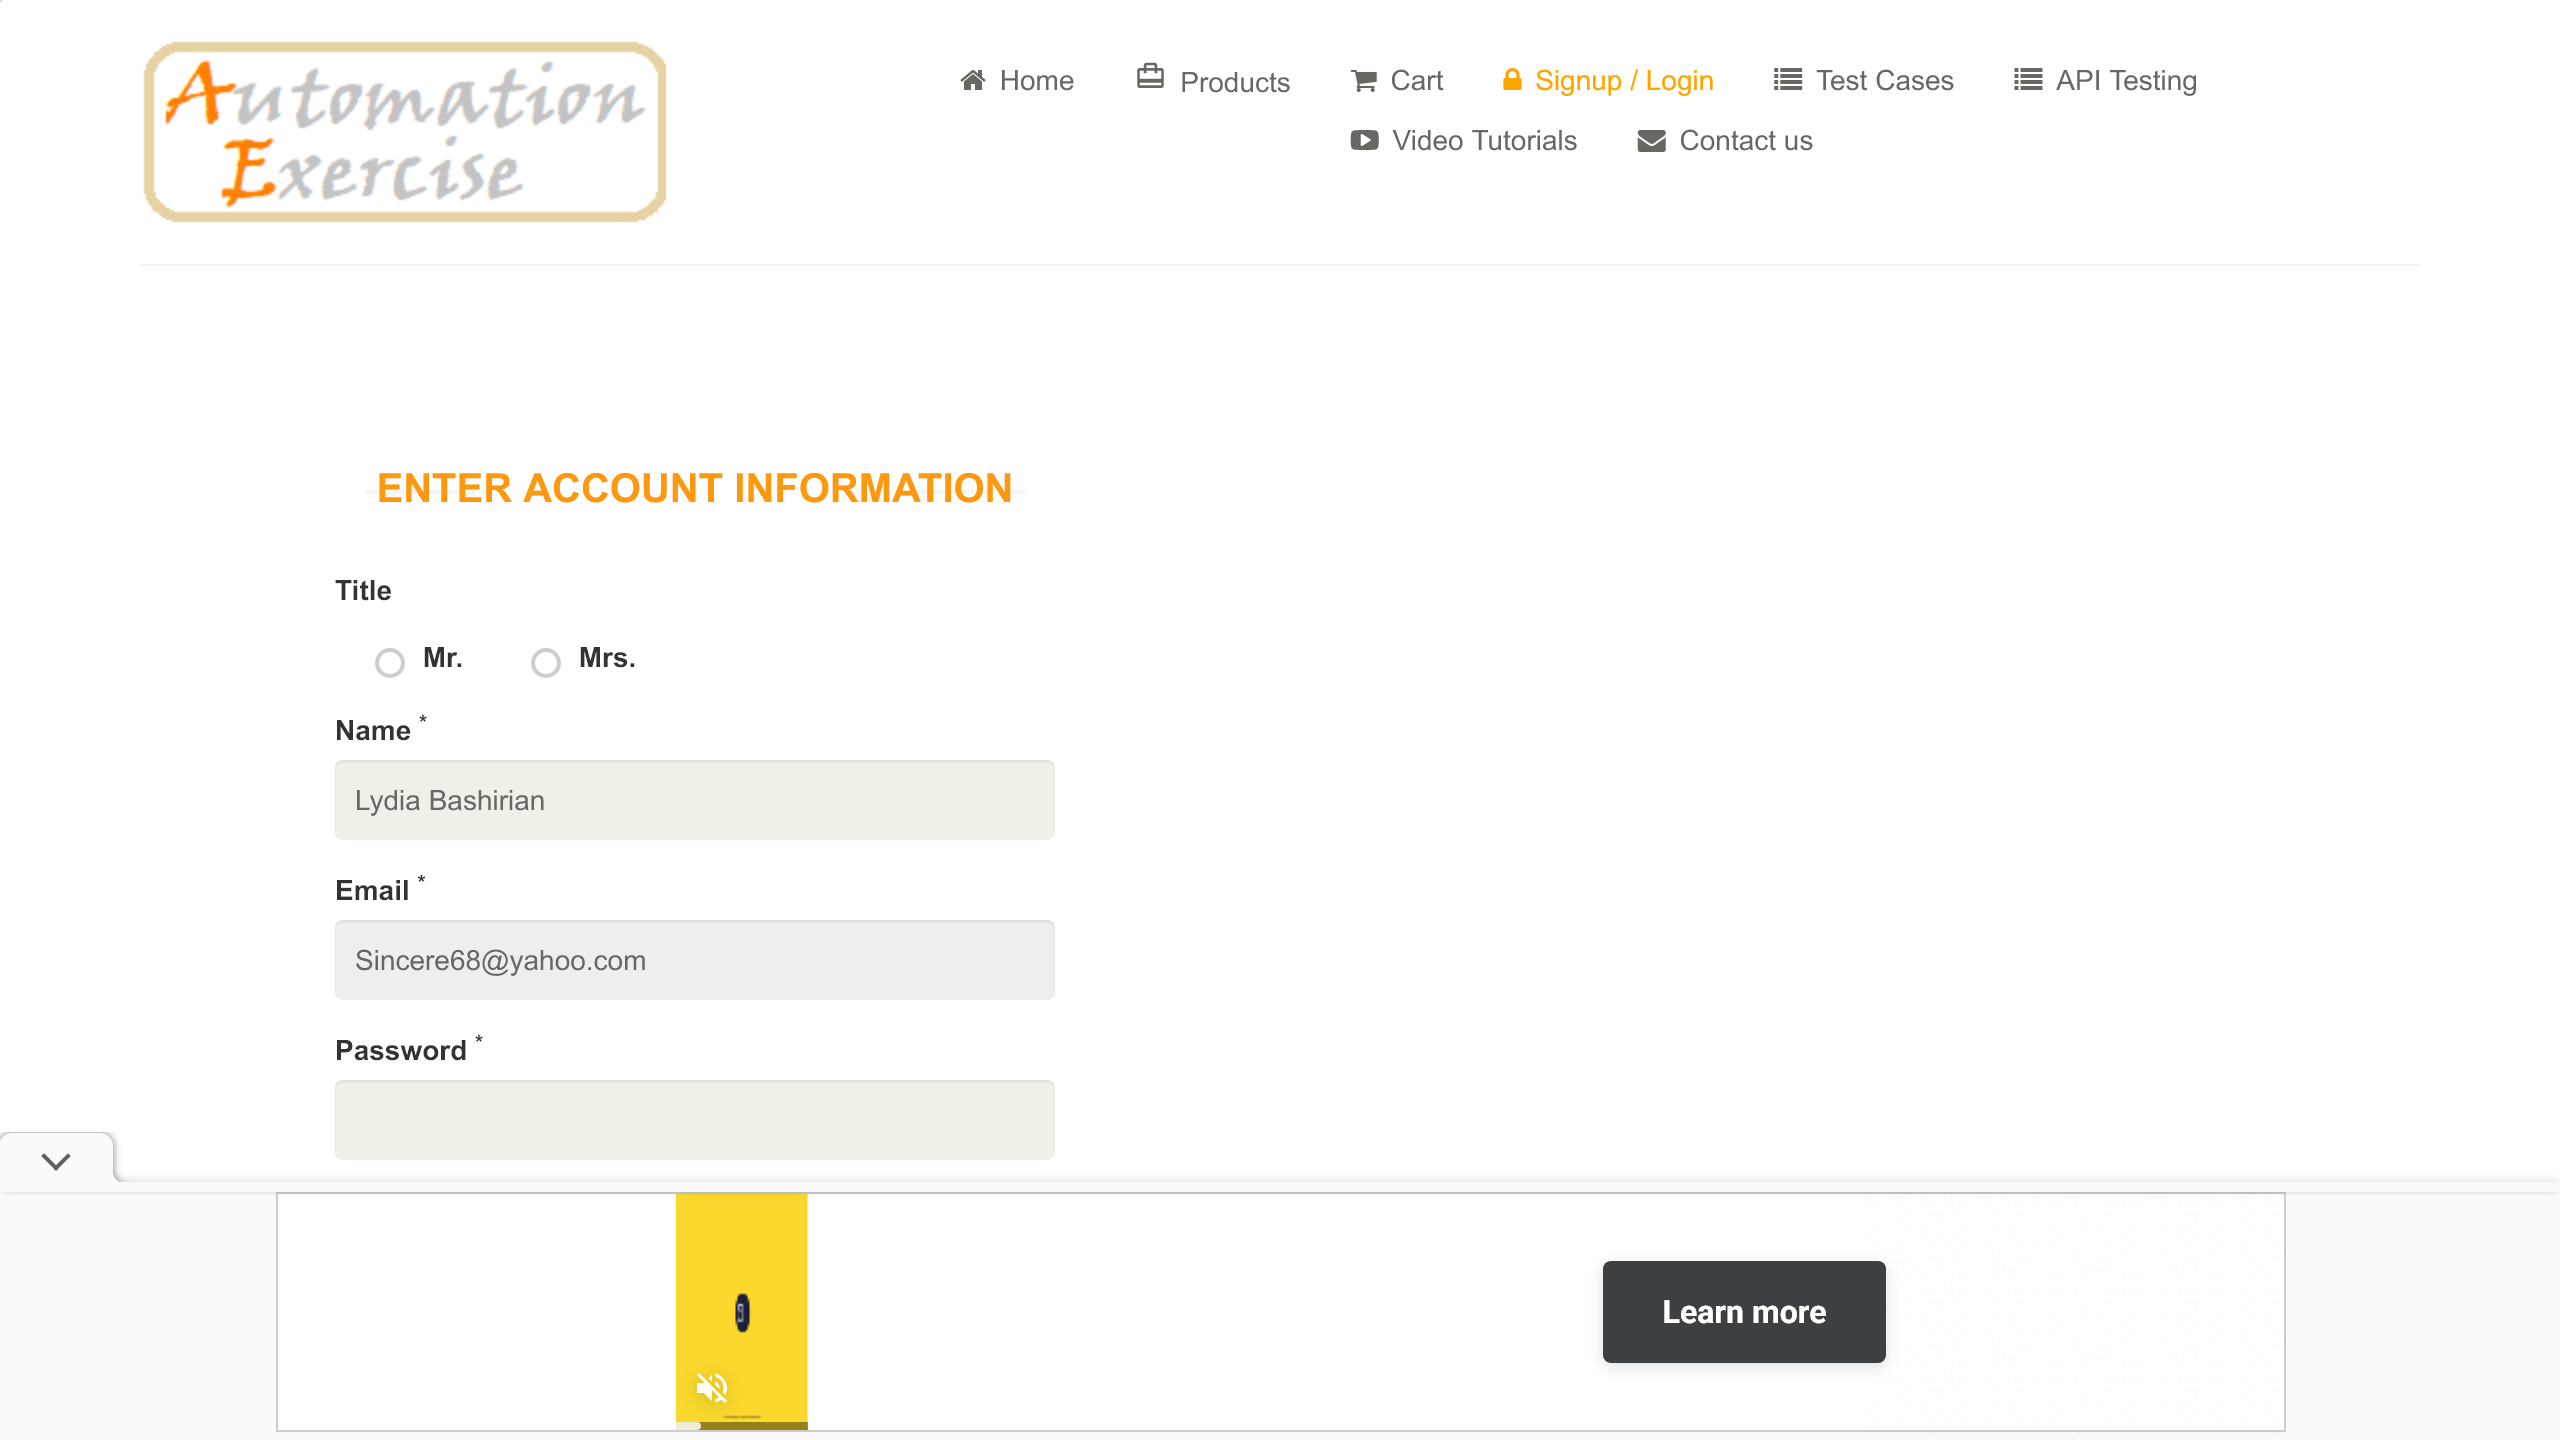 Automation
Exercise
Home
Products
Cart
Signup / Login
Test Cases
API Testing
Video Tutorials
Contact us
ENTER ACCOUNT INFORMATION
Title
Mr.
Mrs.
Name *
Lydia Bashirian
Email *
Sincere68@yahoo.com
Password *
Learn more